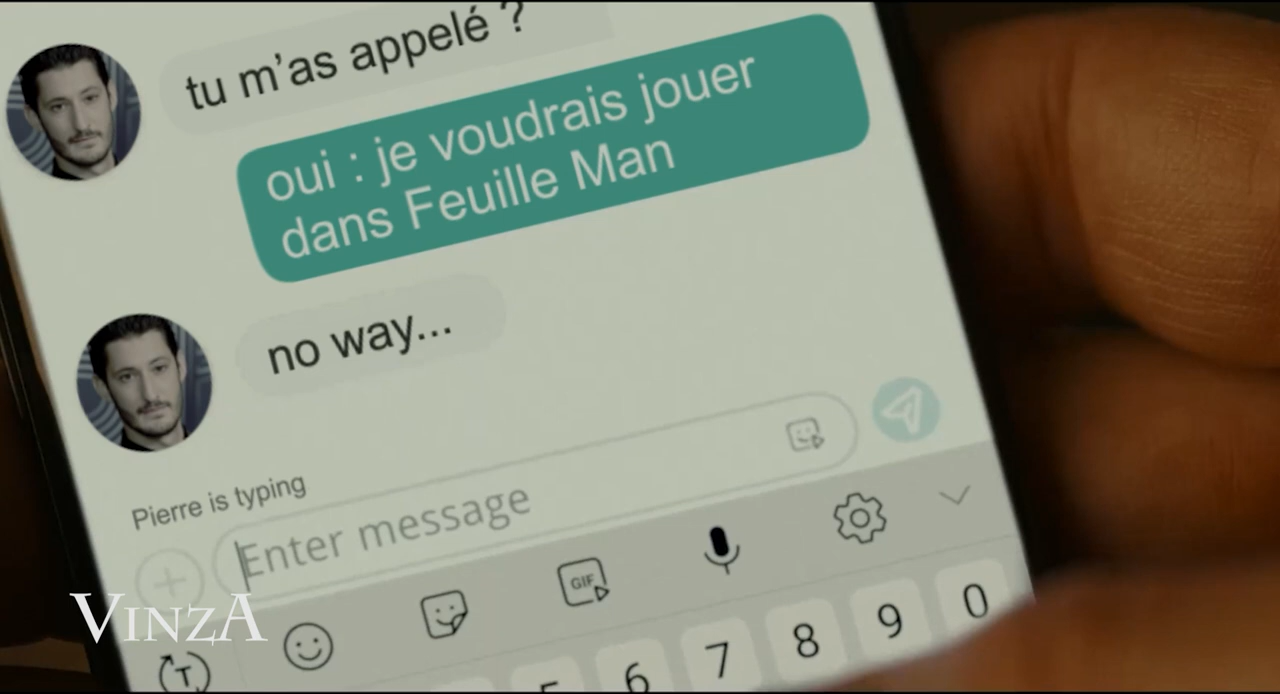 tu m'as appelé ?
oui : je voudrais jouer
dans Feuille Man
no way...
Pierre is typing
Enter message
GIF
T
5 6 7 8 9 0
VINZA